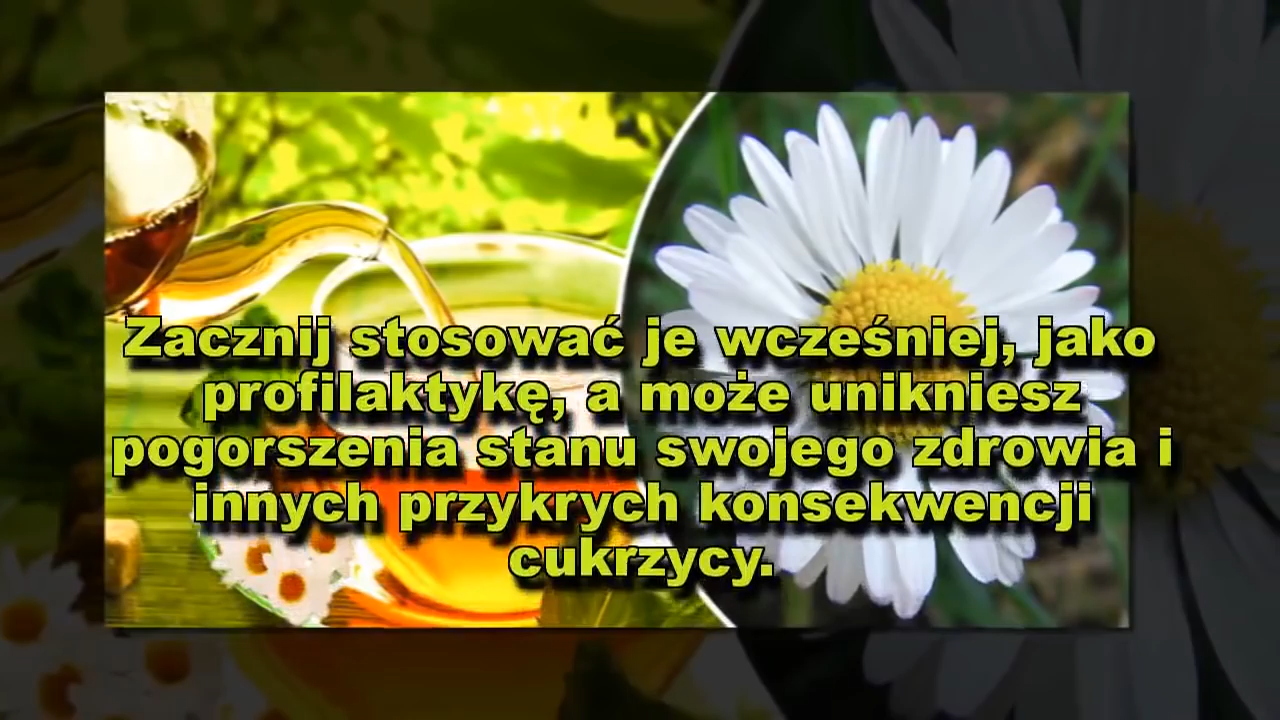 Zacznij stosować je wcześniej, jako
profilaktykę, a może unikniesz
pogorszenia stanu swojego zdrowia i
innych przykrych konsekwencji
cukrzycy.